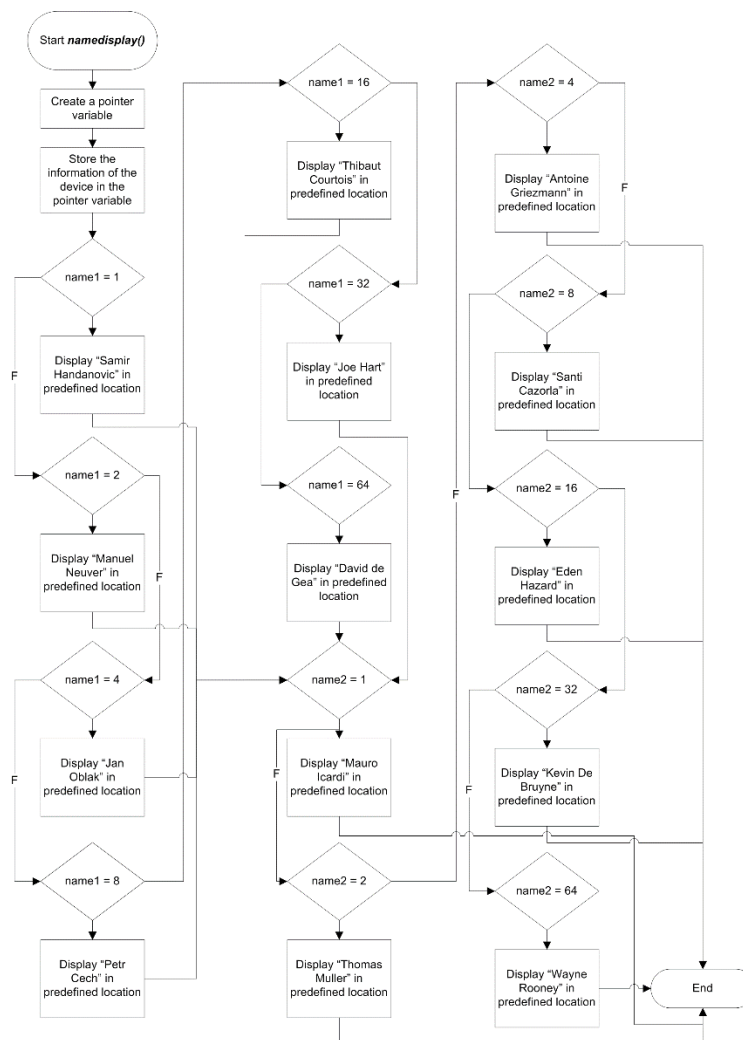 Start namedisplay()
Create a pointer
variable
Store the
information of the
device in the
pointer variable
name1 = 1
F
Display “Samir
Handanovic” in
predefined location
name1 = 2
F
Display “Manuel
Neuver” in
predefined location
name1 = 4
F
Display “Jan
Oblak” in
predefined location
name1 = 8
Display “Petr
Cech” in
predefined location
name1 = 16
Display “Thibaut
Courtois” in
predefined location
name1 = 32
Display “Joe Hart”
in predefined
location
name1 = 64
Display “David de
Gea” in predefined
location
name2 = 1
F
Display “Mauro
Icardi” in
predefined location
name2 = 2
Display “Thomas
Muller” in
predefined location
F
name2 = 4
F
Display “Antoine
Griezmann” in
predefined location
name2 = 8
F
Display “Santi
Cazorla” in
predefined location
name2 = 16
F
Display “Eden
Hazard” in
predefined location
name2 = 32
F
Display “Kevin De
Bruyne” in
predefined location
name2 = 64
Display “Wayne
Rooney” in
predefined location
End